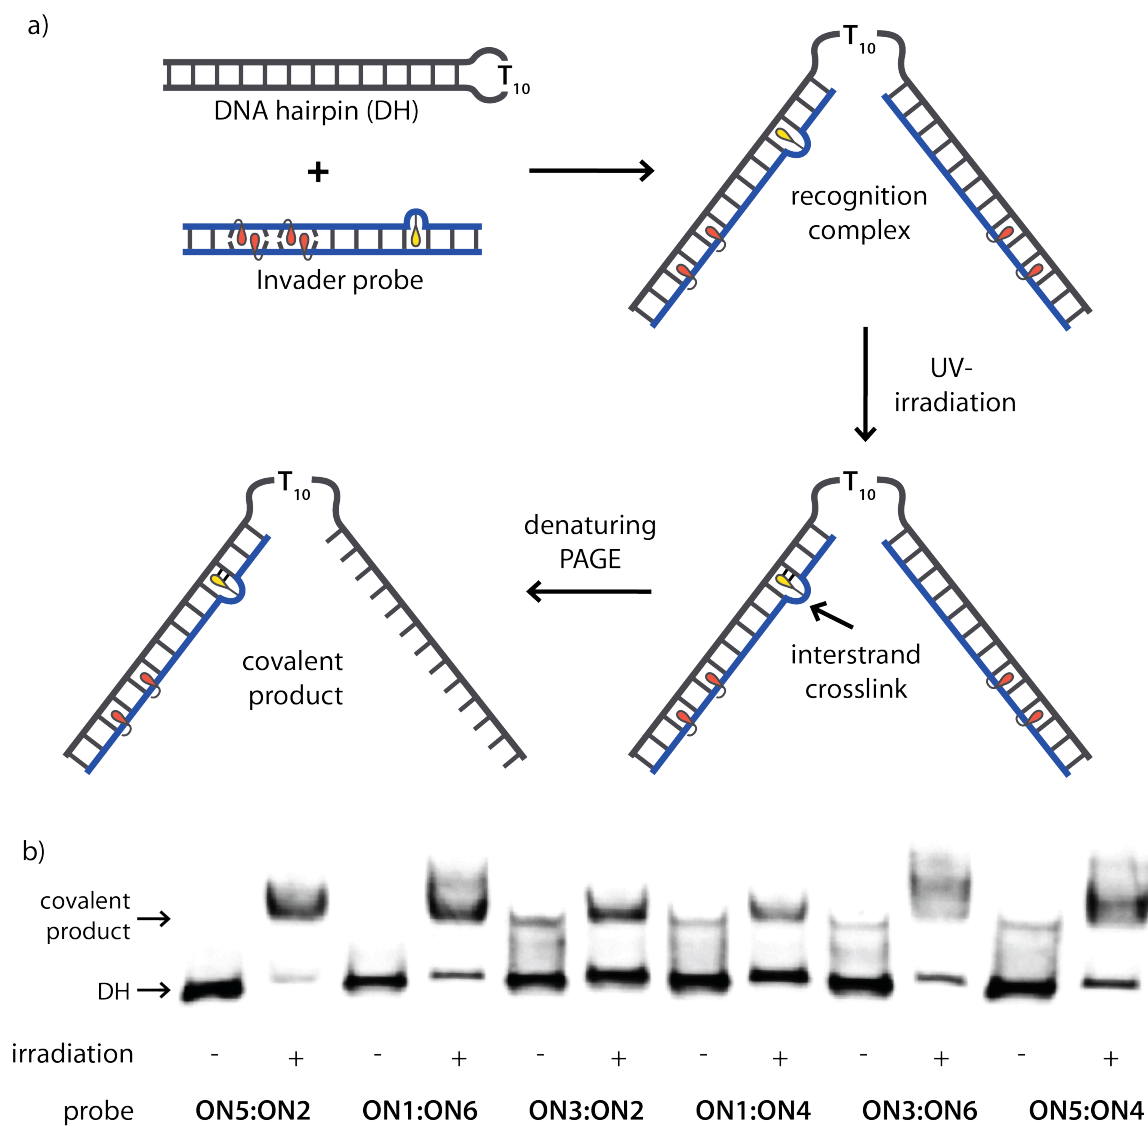 a)
T10
DNA hairpin (DH)
+
Invader probe
T10
recognition
complex
UV-
irradiation
T10
denaturing
PAGE
covalent
product
T10
interstrand
crosslink
b)
covalent
product
DH
irradiation - + - + - + - + - + - +
probe ON5:ON2 ON1:ON6 ON3:ON2 ON1:ON4 ON3:ON6 ON5:ON4